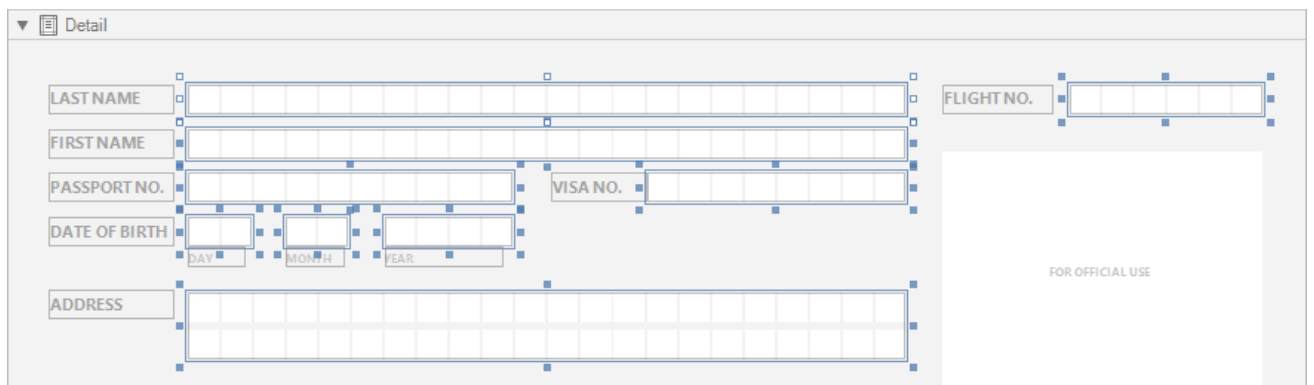 Detail
LAST NAME
FLIGHT NO.
FIRST NAME
PASSPORT NO.
VISA NO.
DATE OF BIRTH
DAY
MONTH
YEAR
FOR OFFICIAL USE
ADDRESS